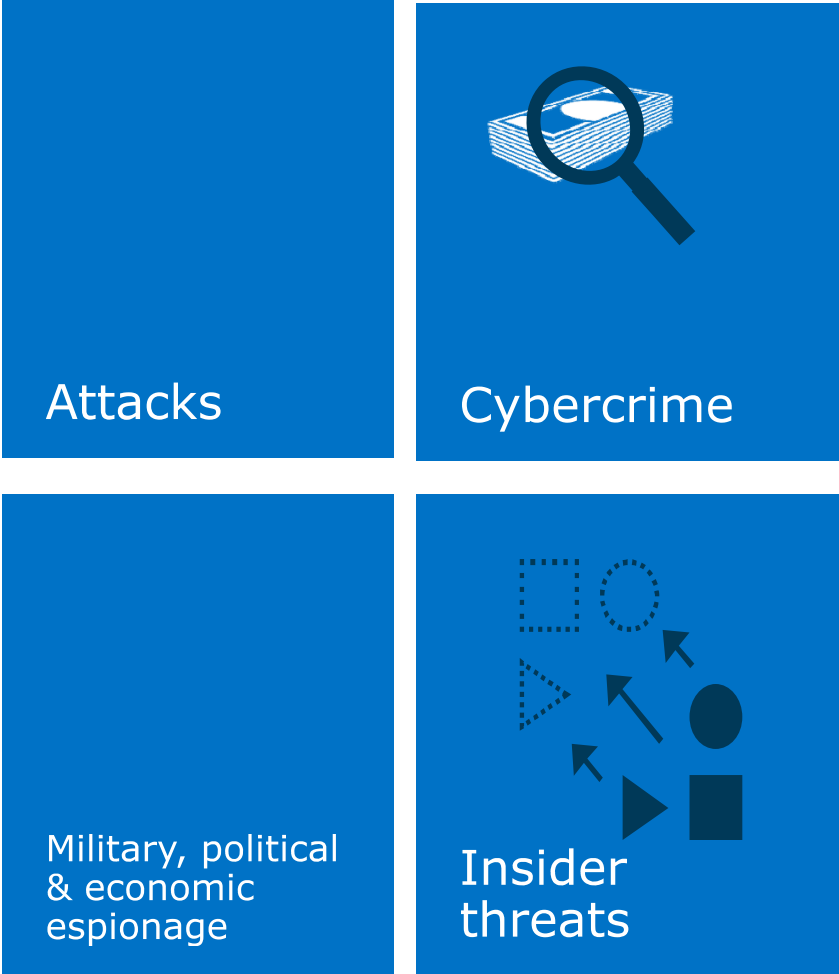 Attacks
Cybercrime
Military, political
& economic
espionage
Insider
threats